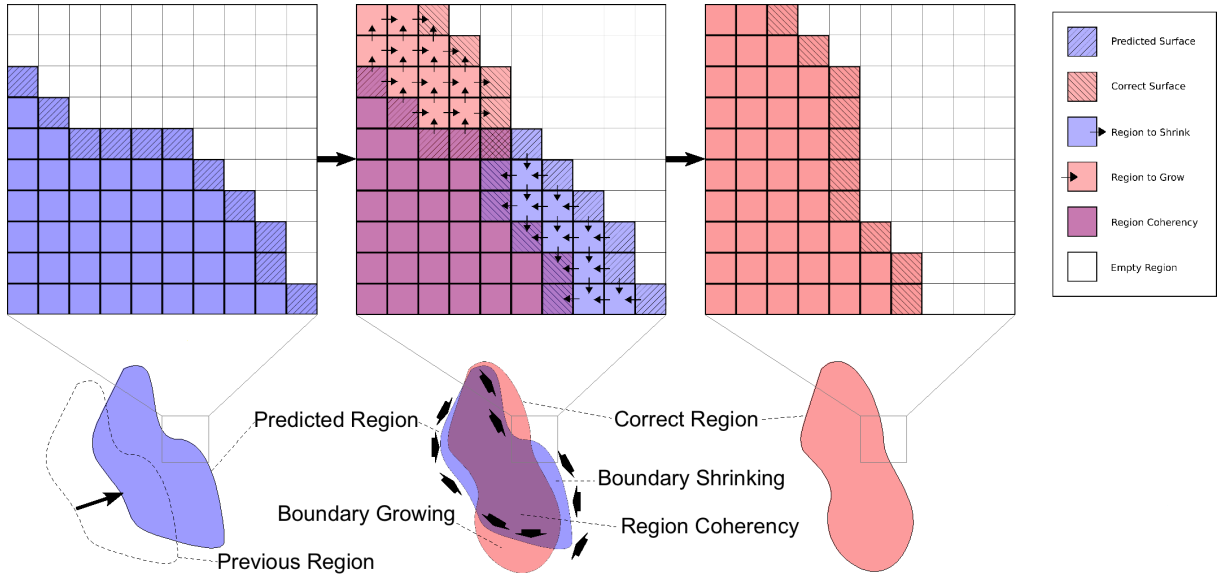 Predicted Surface
Correct Surface
Region to Shrink
Region to Grow
Region Coherency
Empty Region
Predicted Region
Correct Region
Boundary Shrinking
Boundary Growing
Region Coherency
Previous Region